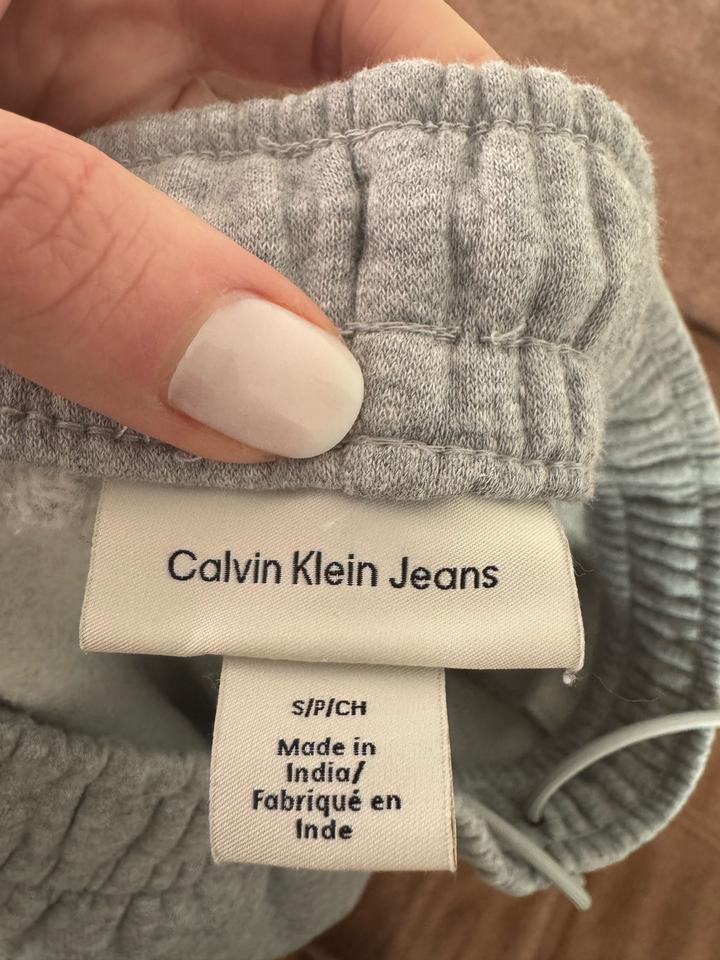 Calvin Klein Jeans
S/P/CH
Made in
India/
Fabriqué en
Inde